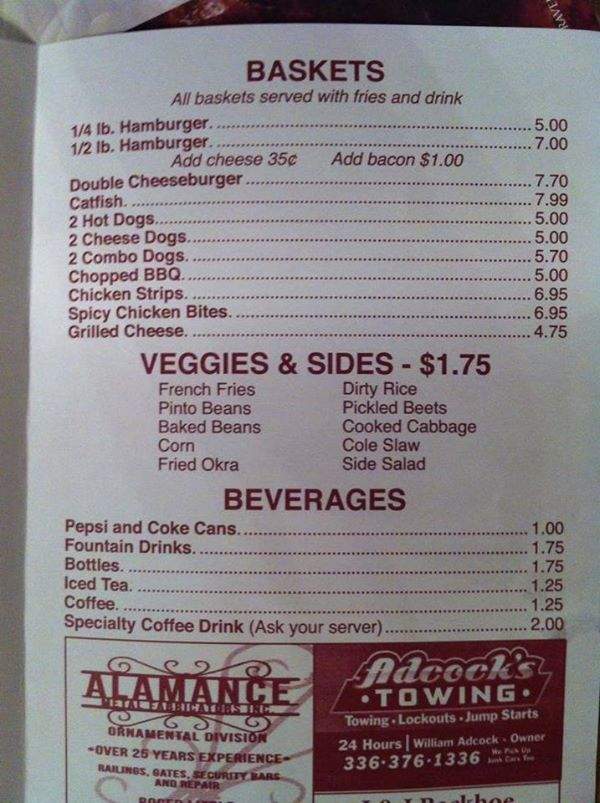 BASKETS
All baskets served with fries and drink
1/4 lb. Hamburger. 5.00
1/2 lb. Hamburger. 7.00
Add cheese 35¢ Add bacon $1.00
Double Cheeseburger 7.70
Catfish. 7.99
2 Hot Dogs. 5.00
2 Cheese Dogs. 5.00
2 Combo Dogs. 5.70
Chopped BBQ. 5.00
Chicken Strips. 6.95
Spicy Chicken Bites. 6.95
Grilled Cheese. 4.75
VEGGIES & SIDES - $1.75
French Fries Dirty Rice
Pinto Beans Pickled Beets
Baked Beans Cooked Cabbage
Corn Cole Slaw
Fried Okra Side Salad
BEVERAGES
Pepsi and Coke Cans. 1.00
Fountain Drinks. 1.75
Bottles. 1.75
Iced Tea. 1.25
Coffee. 1.25
Specialty Coffee Drink (Ask your server) 2.00
ALAMANCE
METAL FABRICATORS INC.
ORNAMENTAL DIVISION
-OVER 25 YEARS EXPERIENCE-
RAILINGS, GATES, SECURITY BARS
AND REPAIR
Adcock's
•TOWING•
Towing • Lockouts • Jump Starts
24 Hours | William Adcock - Owner
336-376-1336 We Pick Up
Junk Cars Too
Backhoe